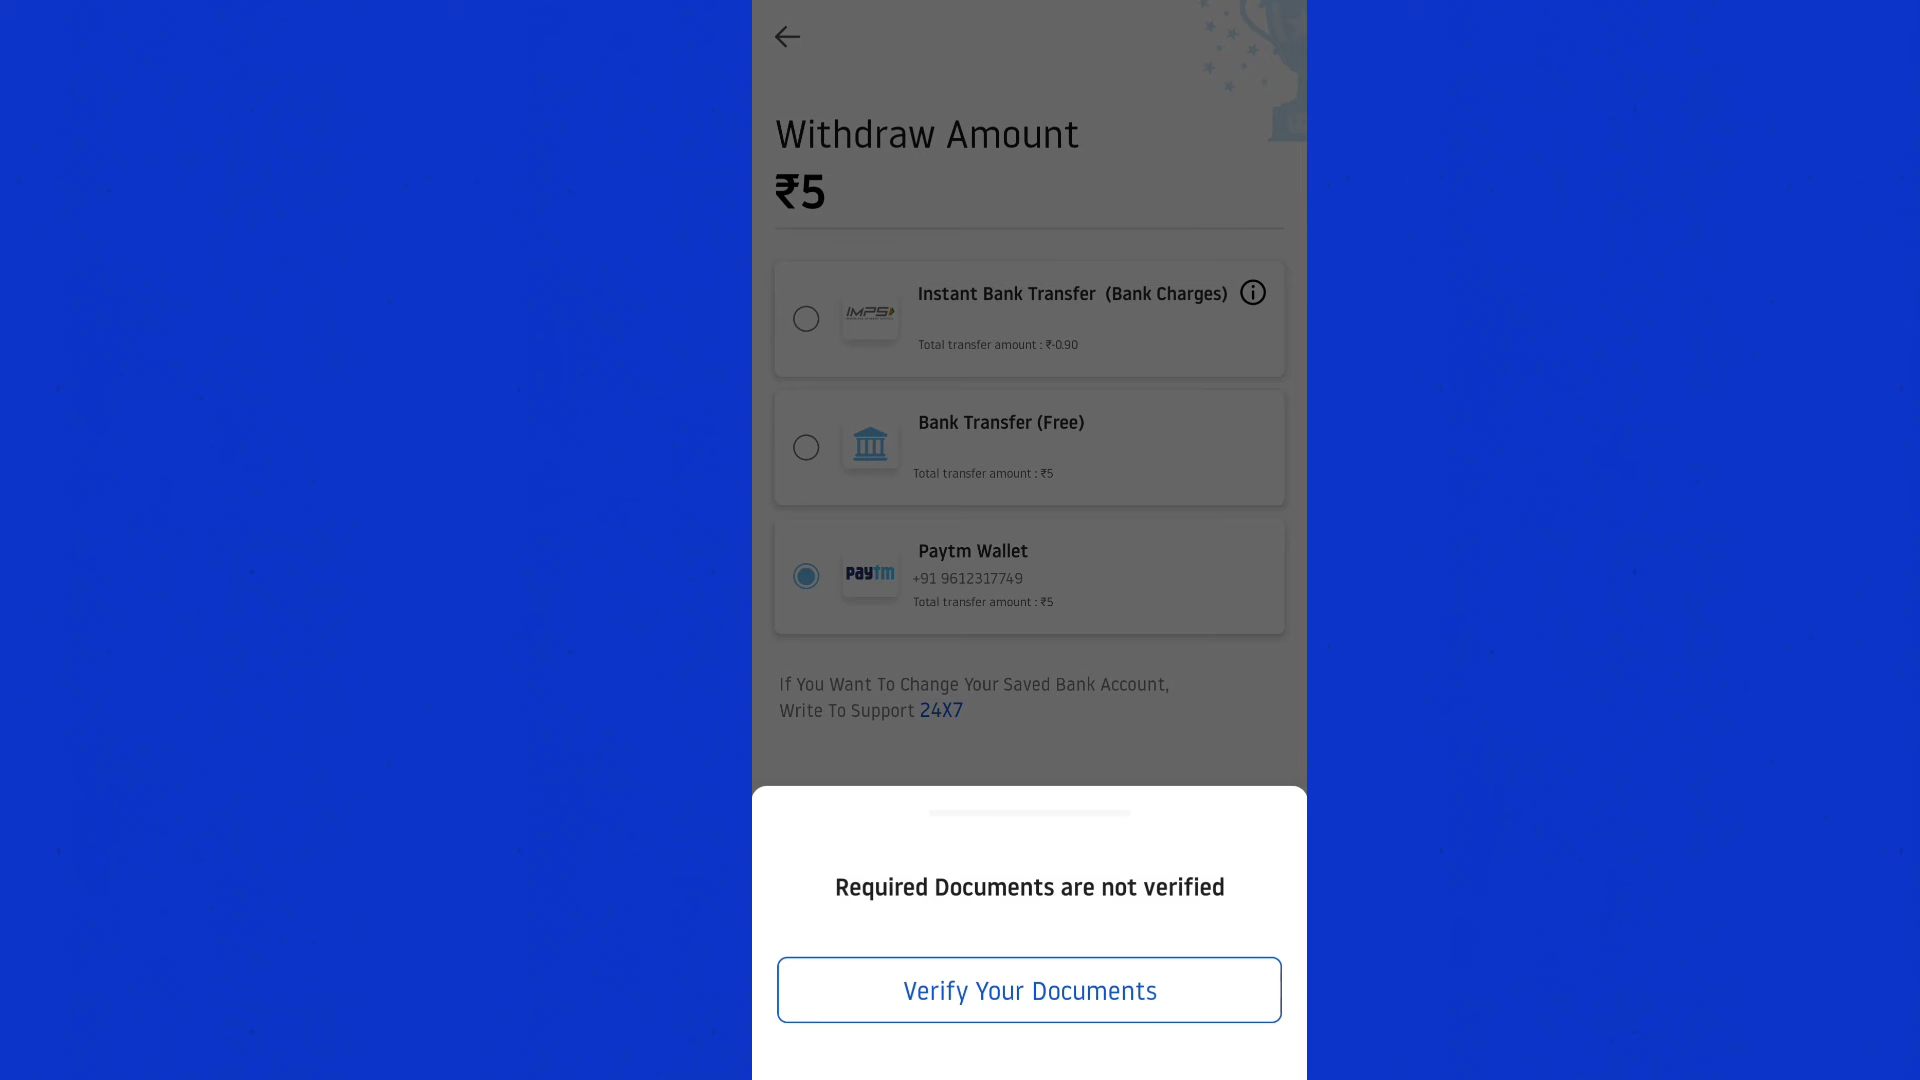 Withdraw Amount
₹5
Instant Bank Transfer (Bank Charges)
IMPS
Total transfer amount : ₹-0.90
Bank Transfer (Free)
Total transfer amount : ₹5
Paytm Wallet
paytm
+91 9612317749
Total transfer amount : ₹5
If You Want To Change Your Saved Bank Account,
Write To Support 24X7
Required Documents are not verified
Verify Your Documents